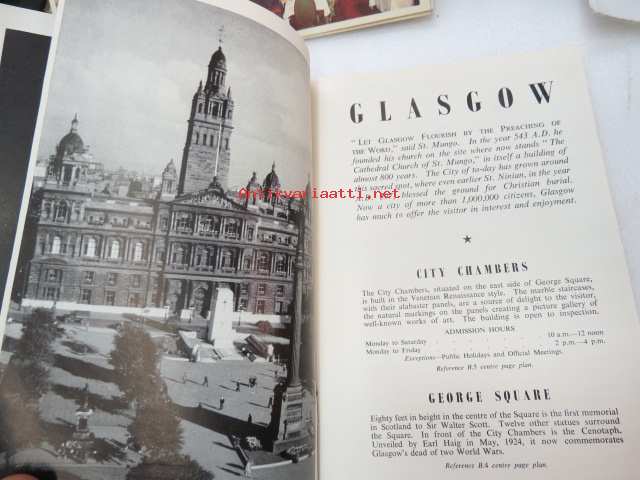 GLASGOW
"LET GLASGOW FLOURISH BY THE PREACHING OF
THE WORD," said St. Mungo. In the year 543 A.D. he
founded his church on the site where now stands "The
Cathedral Church of St. Mungo," in itself a building of
almost 800 years. The City of to-day has grown around
this sacred spot, where even earlier St. Ninian, in the year
blessed the ground for Christian burial.
Now a city of more than 1,000,000 citizens, Glasgow
has much to offer the visitor in interest and enjoyment.
Antikvariaatti.net
★
CITY CHAMBERS
The City Chambers, situated on the east side of George Square,
is built in the Venetian Renaissance style. The marble staircases,
with their alabaster panels, are a source of delight to the visitor,
the natural markings on the panels creating a picture gallery of
well-known works of art. The building is open to inspection.
ADMISSION HOURS
Monday to Saturday . . . . 10 a.m.—12 noon
Monday to Friday . . . . 2 p.m.—4 p.m.
Exceptions—Public Holidays and Official Meetings.
Reference B.5 centre page plan.
GEORGE SQUARE
Eighty feet in height in the centre of the Square is the first memorial
in Scotland to Sir Walter Scott. Twelve other statues surround
the Square. In front of the City Chambers is the Cenotaph,
Unveiled by Earl Haig in May, 1924, it now commemorates
Glasgow's dead of two World Wars.
Reference B.4 centre page plan.